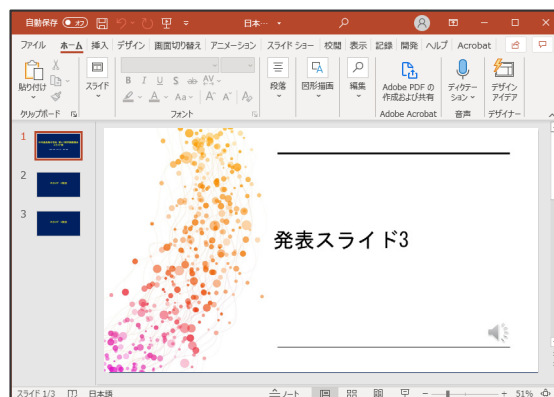 自動保存 オフ 日本…
ファイル ホーム 挿入 デザイン 画面切り替え アニメーション スライド ショー 校閲 表示 記録 開発 ヘルプ Acrobat
貼り付け スライド B I U S ab AV 段落 図形描画 編集 Adobe PDF の 作成および共有 ディクテー ション デザイン アイデア
A Aa A A A
クリップボード フォント Adobe Acrobat 音声 デザイナー
1
2
3
発表スライド3
スライド 1/3 日本語 ノート 51%